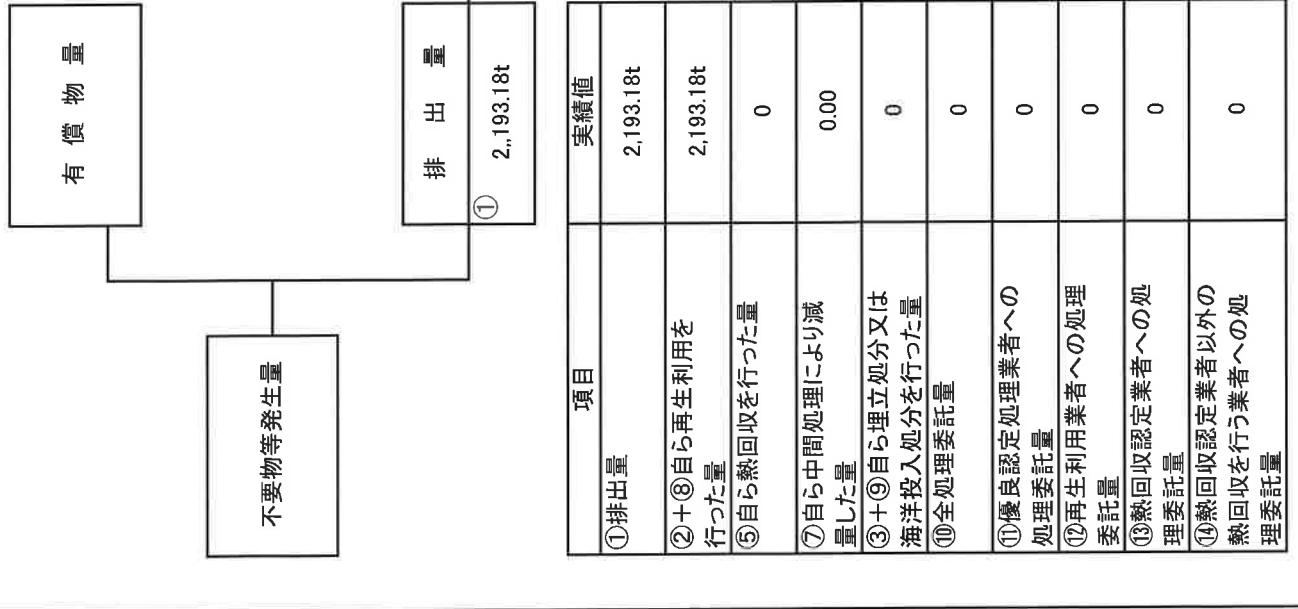 有償物量
不要物等発生量
排出量
①
2,,193.18t
項目 実績値
①排出量 2,193.18t
②+⑧自ら再生利用を
行った量 2,193.18t
⑤自ら熱回収を行った量 0
⑦自ら中間処理により減
量した量 0.00
③+⑨自ら埋立処分又は
海洋投入処分を行った量 0
⑩全処理委託量 0
⑪優良認定処理業者への
処理委託量 0
⑫再生利用業者への処理
委託量 0
⑬熱回収認定業者への処
理委託量 0
⑭熱回収認定業者以外の
熱回収を行う業者への処
理委託量 0